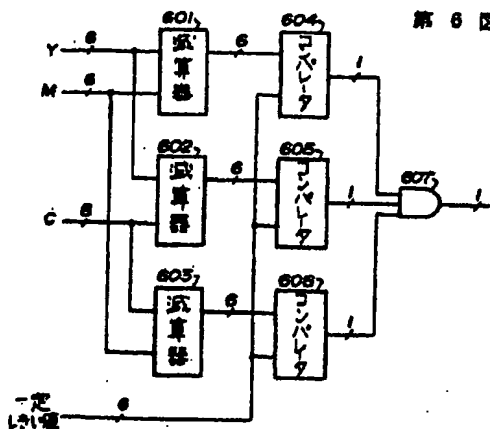 第 6 図
601
減算器
6
604
コンパレータ
1
Y 6
M 6
602
減算器
6
605
コンパレータ
1
607
1
C 6
603
減算器
6
606
コンパレータ
1
一定
しきい値
6